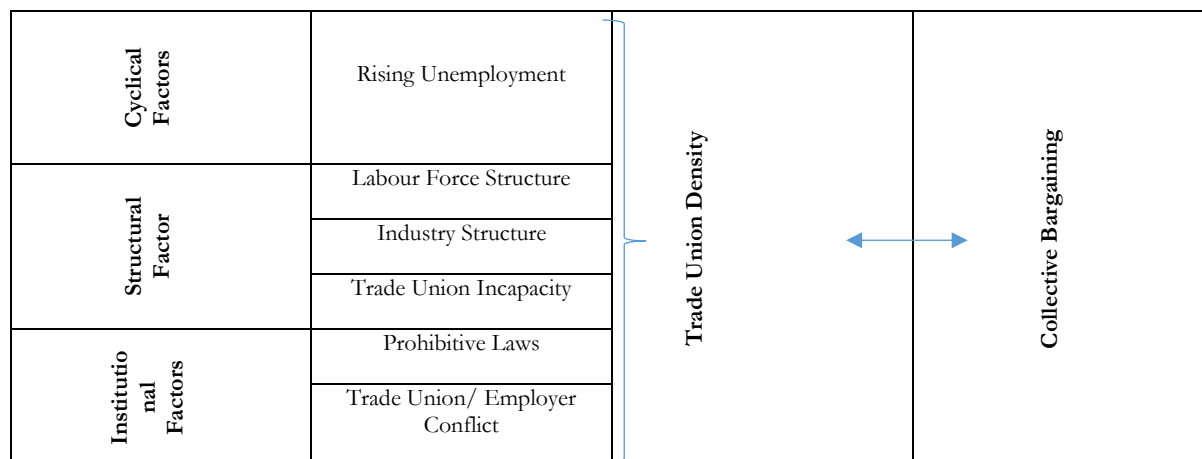 Cyclical
Factors
Rising Unemployment
Structural
Factor
Labour Force Structure
Industry Structure
Trade Union Incapacity
Institutio
nal
Factors
Prohibitive Laws
Trade Union/ Employer
Conflict
Trade Union Density
Collective Bargaining